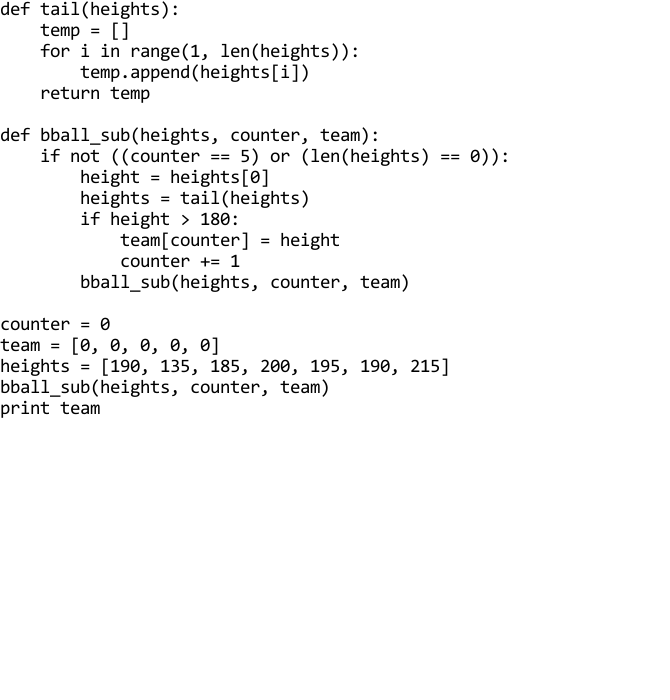 def tail(heights):
    temp = []
    for i in range(1, len(heights)):
        temp.append(heights[i])
    return temp

def bball_sub(heights, counter, team):
    if not ((counter == 5) or (len(heights) == 0)):
        height = heights[0]
        heights = tail(heights)
        if height > 180:
            team[counter] = height
            counter += 1
        bball_sub(heights, counter, team)

counter = 0
team = [0, 0, 0, 0, 0]
heights = [190, 135, 185, 200, 195, 190, 215]
bball_sub(heights, counter, team)
print team